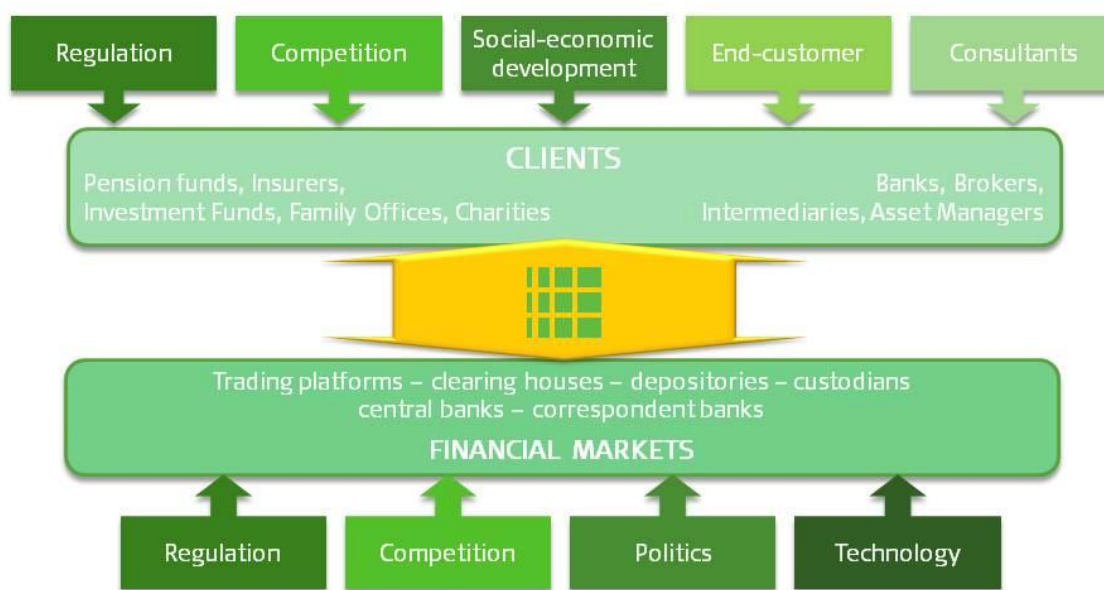 Regulation
Competition
Social-economic
development
End-customer
Consultants
CLIENTS
Pension funds, Insurers,
Investment Funds, Family Offices, Charities
Banks, Brokers,
Intermediaries, Asset Managers
Trading platforms – clearing houses – depositories – custodians
central banks – correspondent banks
FINANCIAL MARKETS
Regulation
Competition
Politics
Technology